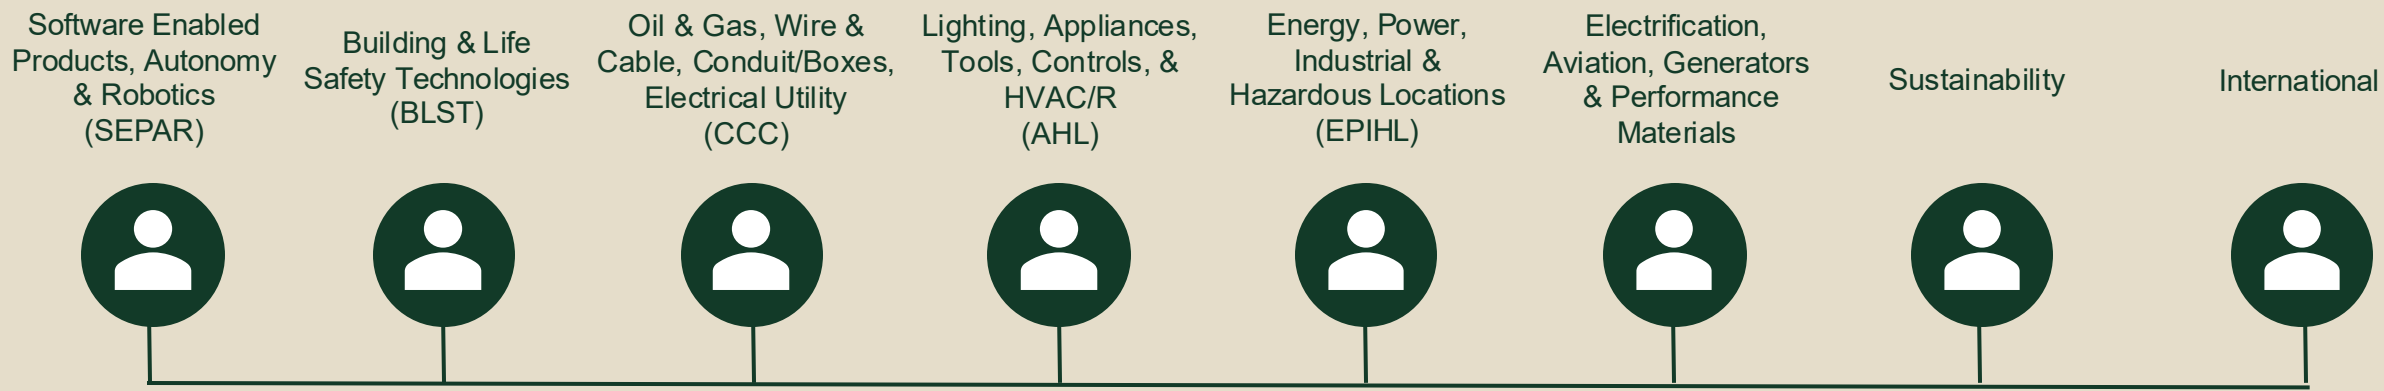 Software Enabled
Products, Autonomy
& Robotics
(SEPAR)
Building & Life
Safety Technologies
(BLST)
Oil & Gas, Wire &
Cable, Conduit/Boxes,
Electrical Utility
(CCC)
Lighting, Appliances,
Tools, Controls, &
HVAC/R
(AHL)
Energy, Power,
Industrial &
Hazardous Locations
(EPIHL)
Electrification,
Aviation, Generators
& Performance
Materials
Sustainability
International